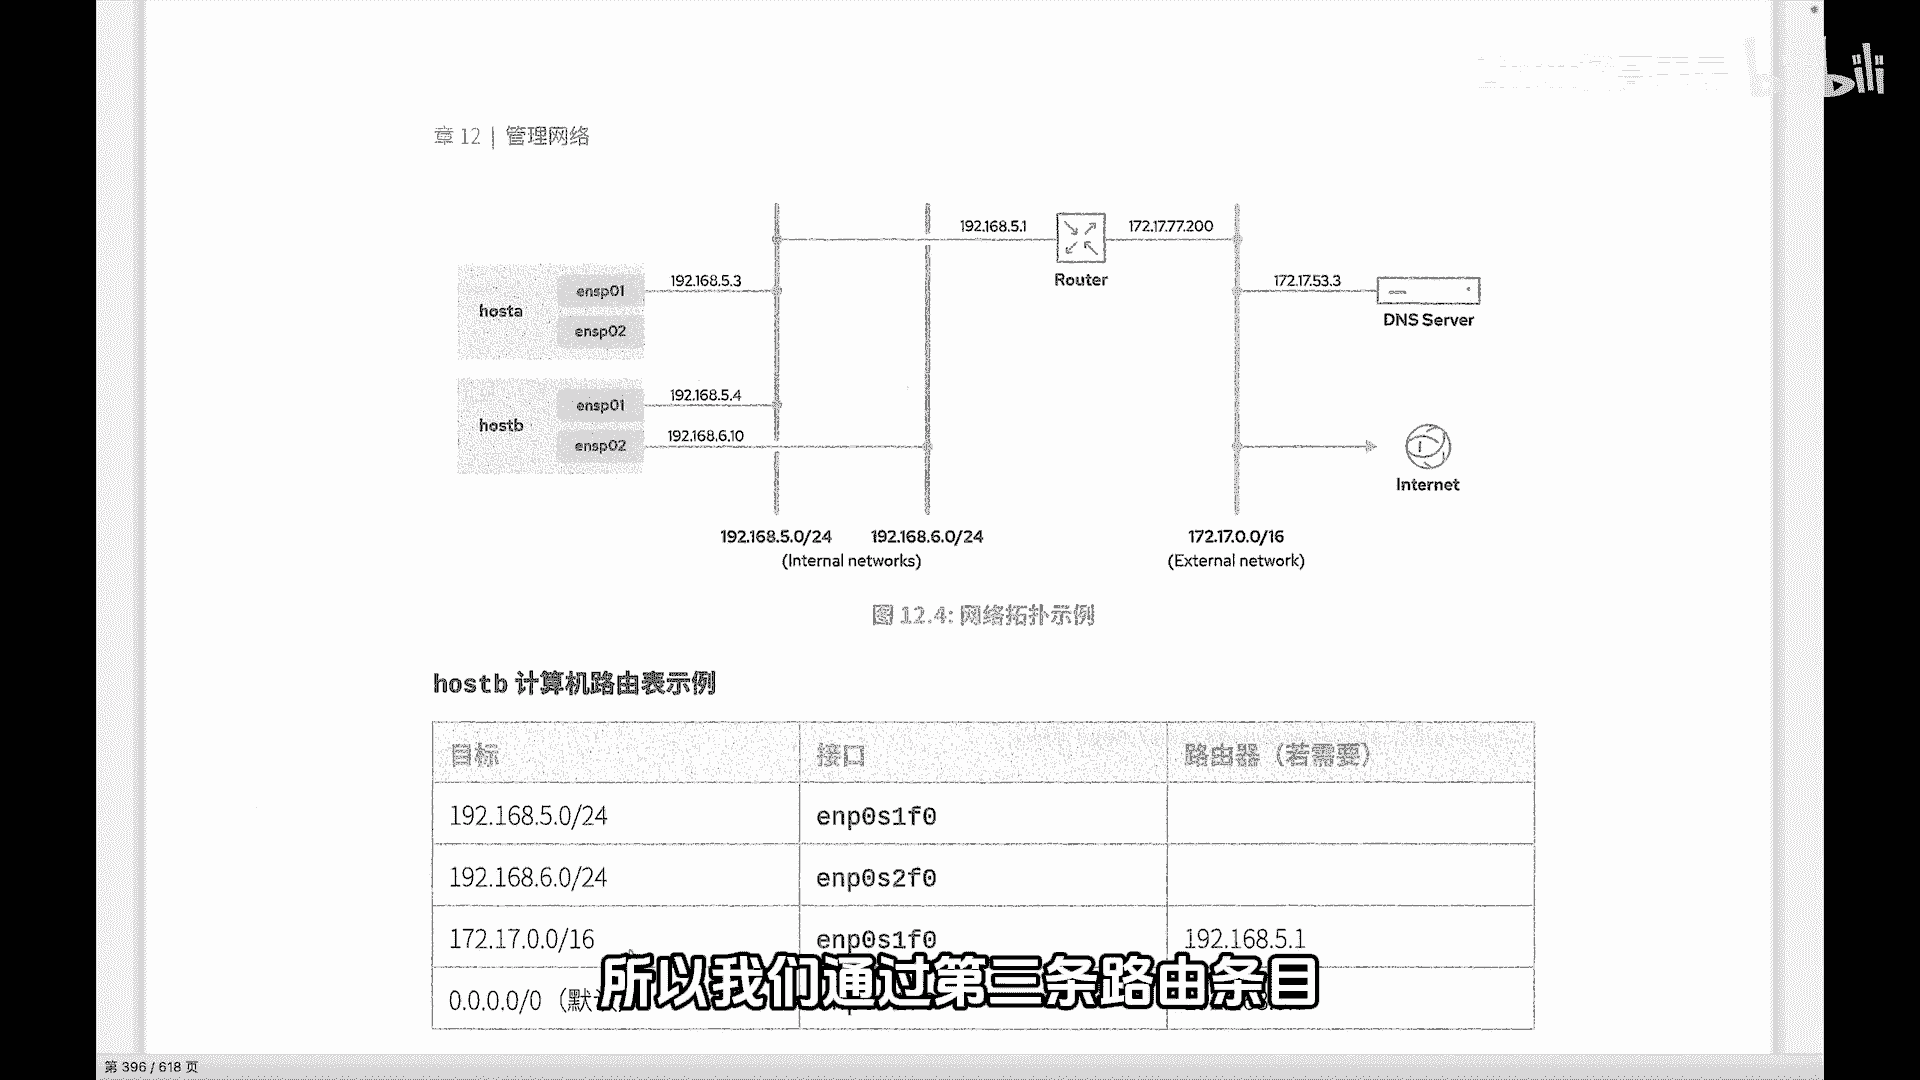 bili
章 12 | 管理网络
192.168.5.1
172.17.77.200
Router
hosta
ensp01
192.168.5.3
ensp02
172.17.53.3
DNS Server
hostb
ensp01
192.168.5.4
ensp02
192.168.6.10
Internet
192.168.5.0/24
192.168.6.0/24
(Internal networks)
172.17.0.0/16
(External network)
图 12.4: 网络拓扑示例
hostb 计算机路由表示例
目标 接口 路由器（若需要）
192.168.5.0/24 enp0s1f0
192.168.6.0/24 enp0s2f0
172.17.0.0/16 enp0s1f0 192.168.5.1
0.0.0.0/0（默
所以我们通过第三条路由条目
第 396 / 618 页